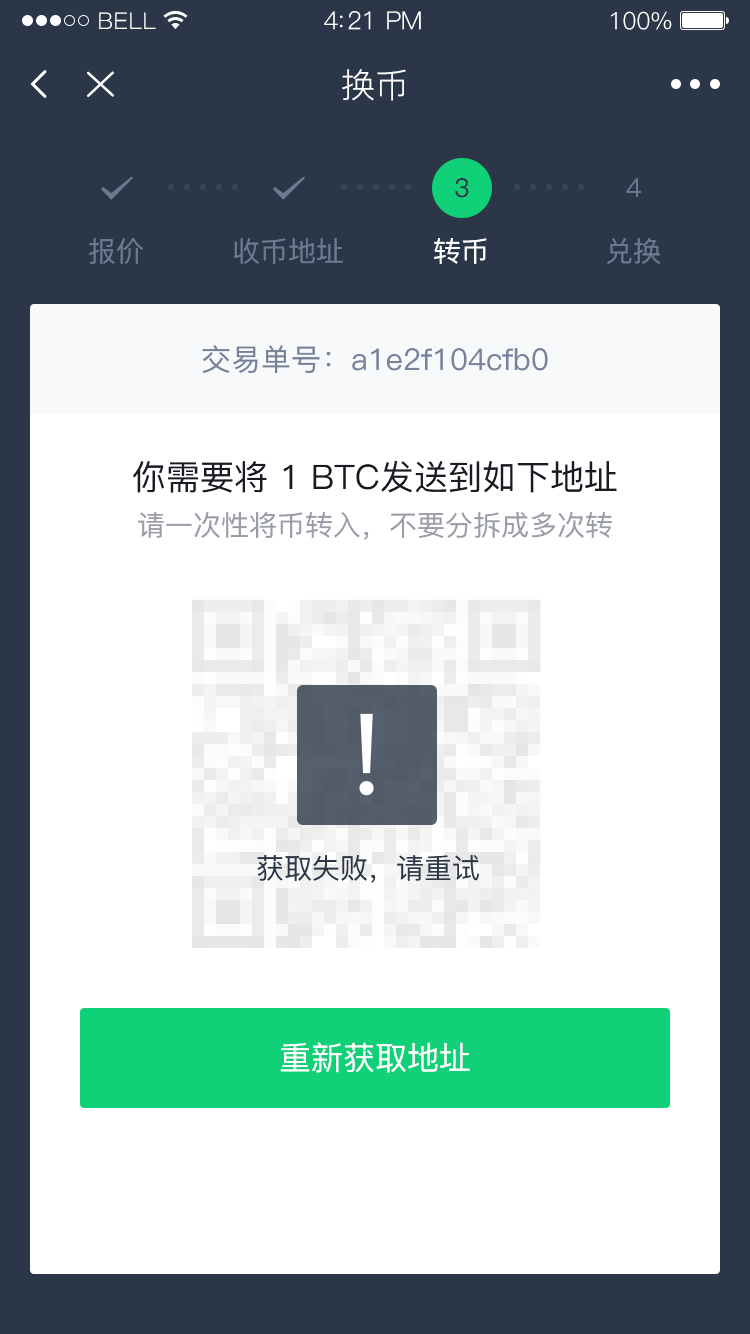 BELL 4:21 PM 100%
换币
3 4
报价 收币地址 转币 兑换
交易单号：a1e2f104cfb0
你需要将 1 BTC发送到如下地址
请一次性将币转入，不要分拆成多次转
!
获取失败，请重试
重新获取地址